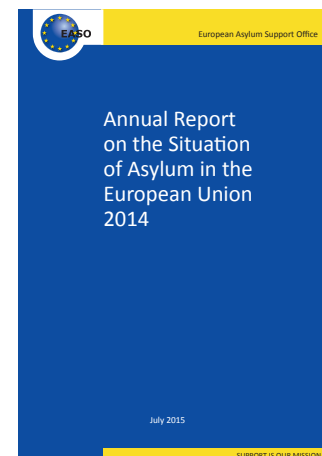 EASO
European Asylum Support Office
Annual Report
on the Situation
of Asylum in the
European Union
2014
July 2015
SUPPORT IS OUR MISSION